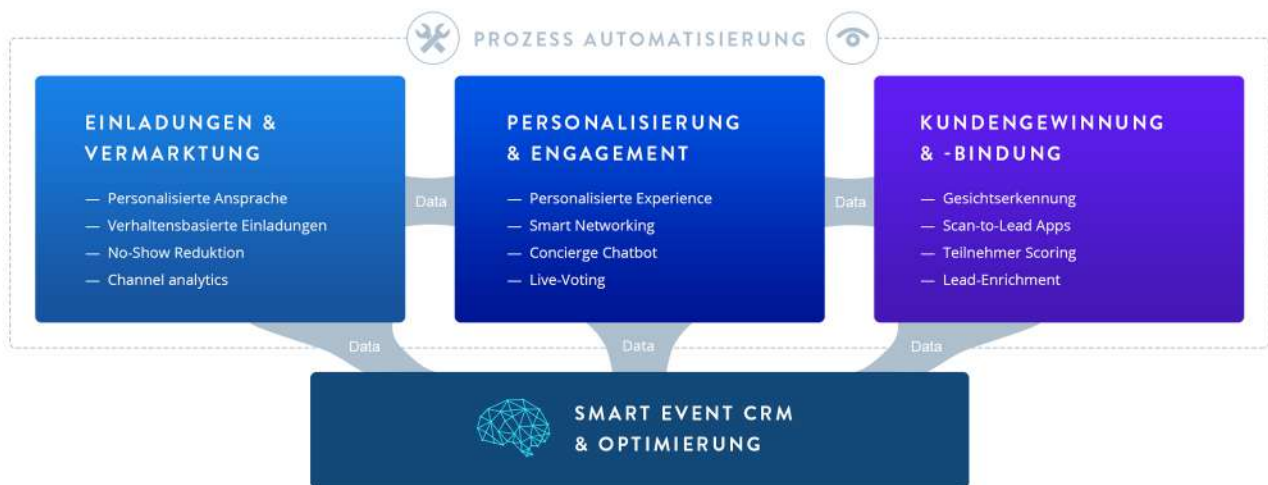 PROZESS AUTOMATISIERUNG
EINLADUNGEN &
VERMARKTUNG
— Personalisierte Ansprache
— Verhaltensbasierte Einladungen
— No-Show Reduktion
— Channel analytics
Data
PERSONALISIERUNG
& ENGAGEMENT
— Personalisierte Experience
— Smart Networking
— Concierge Chatbot
— Live-Voting
Data
KUNDENGEWINNUNG
& -BINDUNG
— Gesichtserkennung
— Scan-to-Lead Apps
— Teilnehmer Scoring
— Lead-Enrichment
Data
Data
Data
SMART EVENT CRM
& OPTIMIERUNG